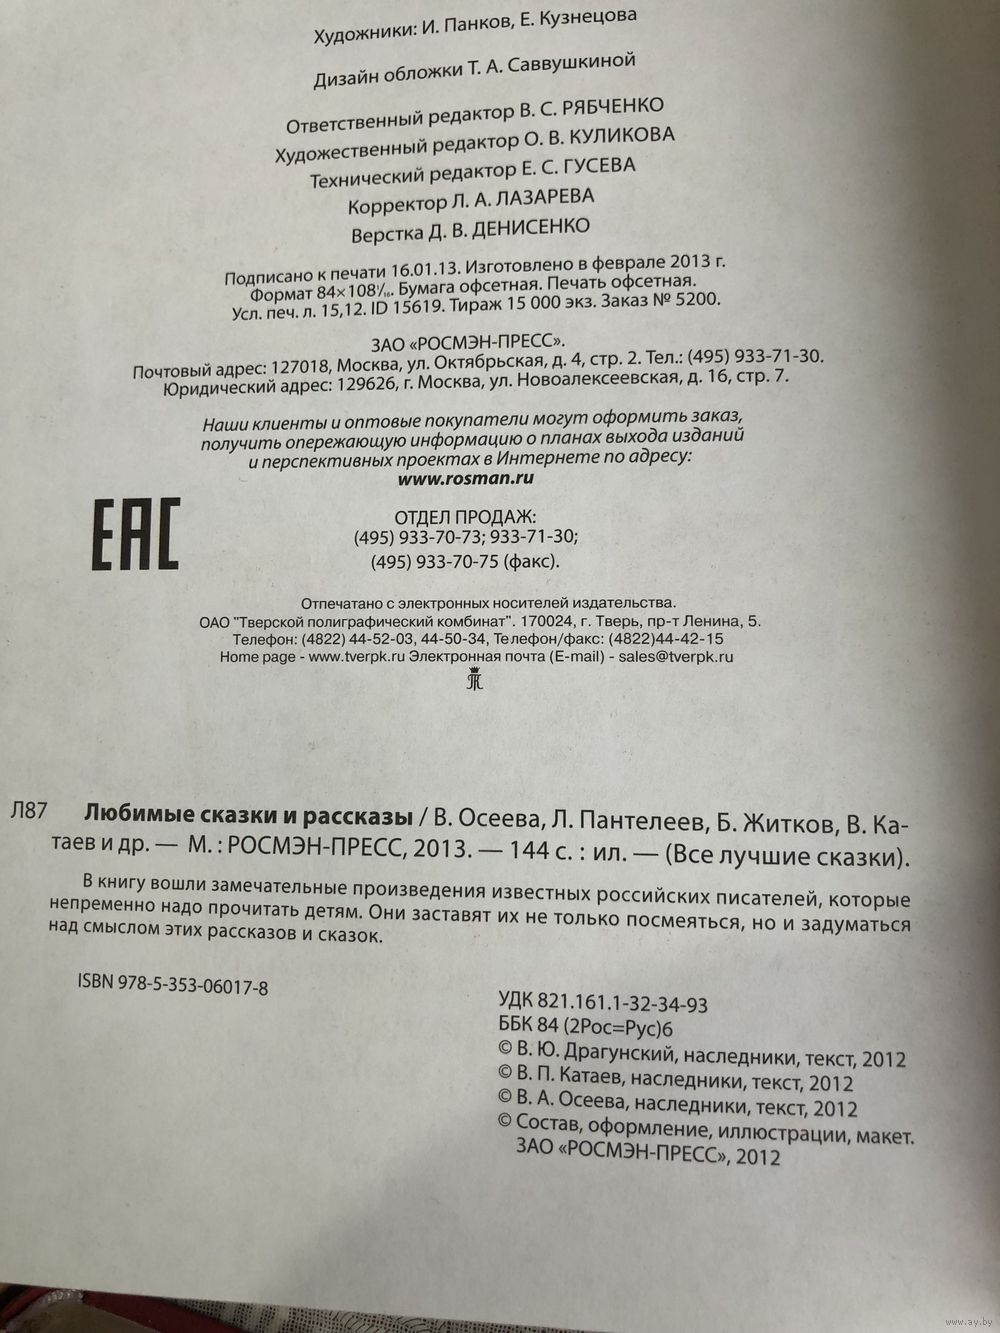 Художники: И. Панков, Е. Кузнецова
Дизайн обложки Т. А. Саввушкиной
Ответственный редактор В. С. РЯБЧЕНКО
Художественный редактор О. В. КУЛИКОВА
Технический редактор Е. С. ГУСЕВА
Корректор Л. А. ЛАЗАРЕВА
Верстка Д. В. ДЕНИСЕНКО
Подписано к печати 16.01.13. Изготовлено в феврале 2013 г.
Формат 84×108 1/16. Бумага офсетная. Печать офсетная.
Усл. печ. л. 15,12. ID 15619. Тираж 15 000 экз. Заказ № 5200.
ЗАО «РОСМЭН-ПРЕСС».
Почтовый адрес: 127018, Москва, ул. Октябрьская, д. 4, стр. 2. Тел.: (495) 933-71-30.
Юридический адрес: 129626, г. Москва, ул. Новоалексеевская, д. 16, стр. 7.
Наши клиенты и оптовые покупатели могут оформить заказ,
получить опережающую информацию о планах выхода изданий
и перспективных проектах в Интернете по адресу:
www.rosman.ru
EAC
ОТДЕЛ ПРОДАЖ:
(495) 933-70-73; 933-71-30;
(495) 933-70-75 (факс).
Отпечатано с электронных носителей издательства.
ОАО "Тверской полиграфический комбинат". 170024, г. Тверь, пр-т Ленина, 5.
Телефон: (4822) 44-52-03, 44-50-34, Телефон/факс: (4822)44-42-15
Home page - www.tverpk.ru Электронная почта (E-mail) - sales@tverpk.ru
Л87 Любимые сказки и рассказы / В. Осеева, Л. Пантелеев, Б. Житков, В. Ка-
таев и др. — М. : РОСМЭН-ПРЕСС, 2013. — 144 с. : ил. — (Все лучшие сказки).
В книгу вошли замечательные произведения известных российских писателей, которые
непременно надо прочитать детям. Они заставят их не только посмеяться, но и задуматься
над смыслом этих рассказов и сказок.
ISBN 978-5-353-06017-8
УДК 821.161.1-32-34-93
ББК 84 (2Рос=Рус)6
© В. Ю. Драгунский, наследники, текст, 2012
© В. П. Катаев, наследники, текст, 2012
© В. А. Осеева, наследники, текст, 2012
© Состав, оформление, иллюстрации, макет.
ЗАО «РОСМЭН-ПРЕСС», 2012
www.ay.by